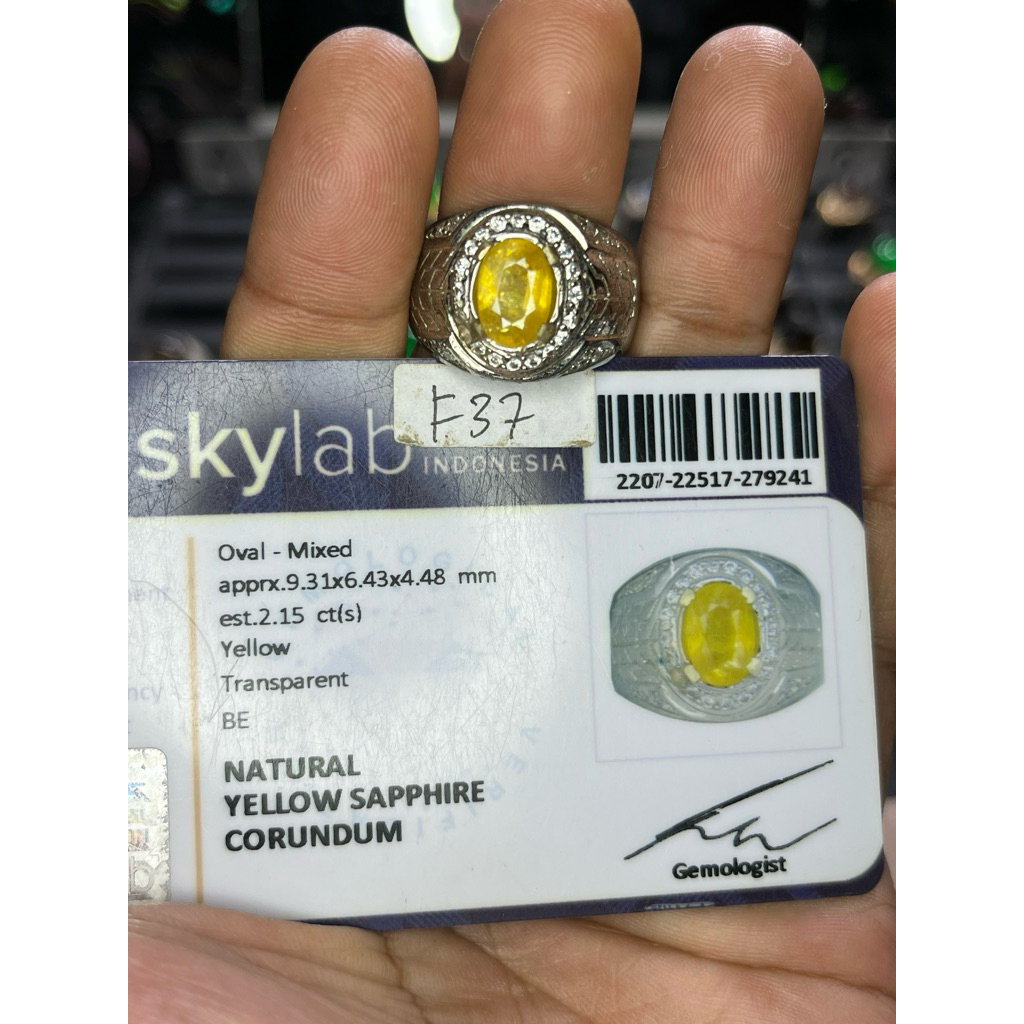 F37
skylab INDONESIA
2207-22517-279241
Oval - Mixed
apprx.9.31x6.43x4.48 mm
est.2.15 ct(s)
Yellow
Transparent
BE
NATURAL
YELLOW SAPPHIRE
CORUNDUM
Gemologist